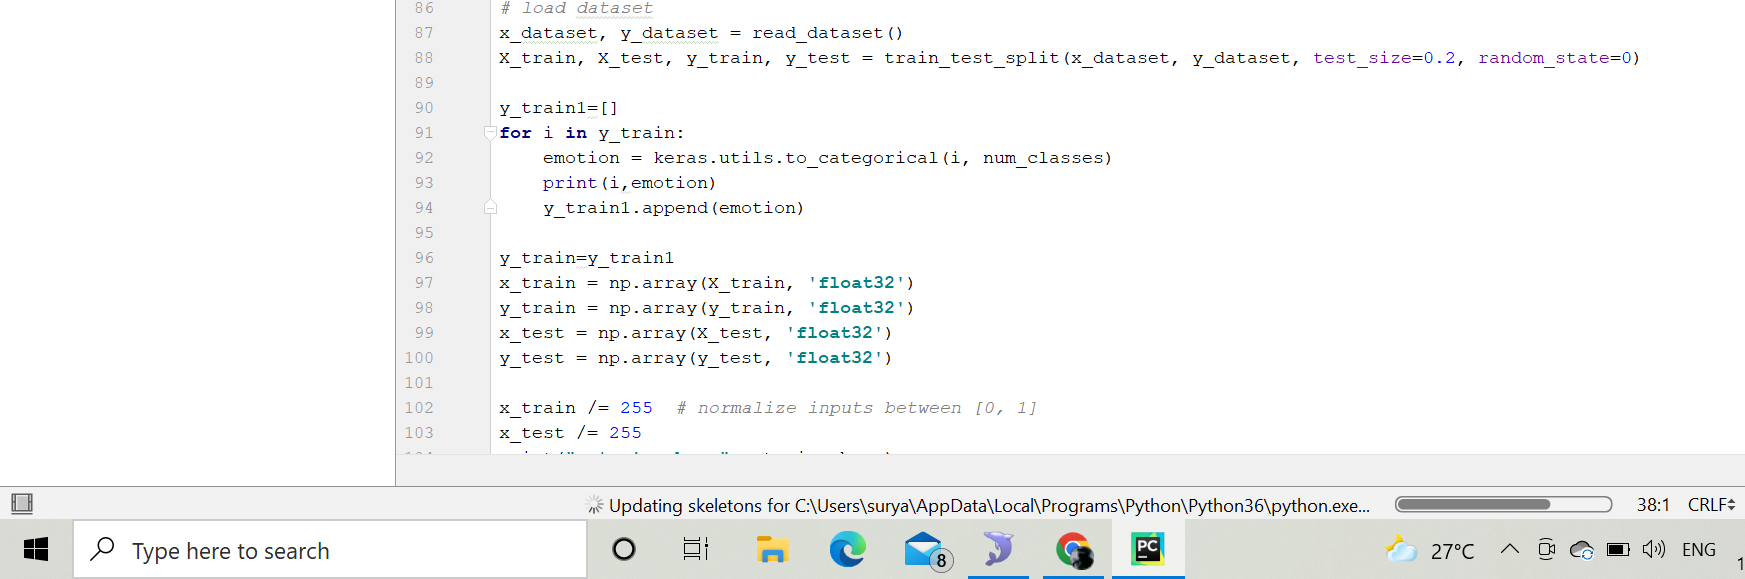 86 # load dataset
87 x_dataset, y_dataset = read_dataset()
88 X_train, X_test, y_train, y_test = train_test_split(x_dataset, y_dataset, test_size=0.2, random_state=0)
89
90 y_train1=[]
91 for i in y_train:
92 emotion = keras.utils.to_categorical(i, num_classes)
93 print(i,emotion)
94 y_train1.append(emotion)
95
96 y_train=y_train1
97 x_train = np.array(X_train, 'float32')
98 y_train = np.array(y_train, 'float32')
99 x_test = np.array(X_test, 'float32')
100 y_test = np.array(y_test, 'float32')
101
102 x_train /= 255 # normalize inputs between [0, 1]
103 x_test /= 255
Updating skeletons for C:\Users\surya\AppData\Local\Programs\Python\Python36\python.exe... 38:1 CRLF
Type here to search 8 PC 27°C ENG 1